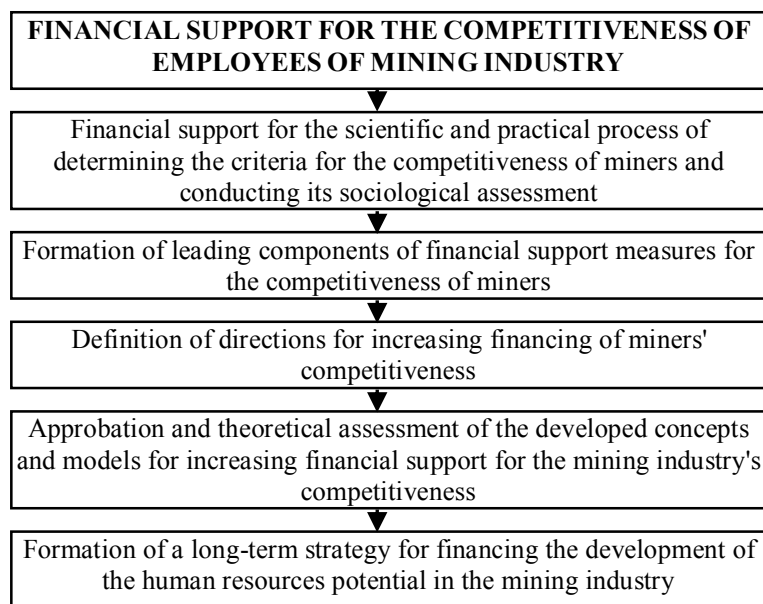 FINANCIAL SUPPORT FOR THE COMPETITIVENESS OF
EMPLOYEES OF MINING INDUSTRY
Financial support for the scientific and practical process of
determining the criteria for the competitiveness of miners and
conducting its sociological assessment
Formation of leading components of financial support measures for
the competitiveness of miners
Definition of directions for increasing financing of miners'
competitiveness
Approbation and theoretical assessment of the developed concepts
and models for increasing financial support for the mining industry's
competitiveness
Formation of a long-term strategy for financing the development of
the human resources potential in the mining industry